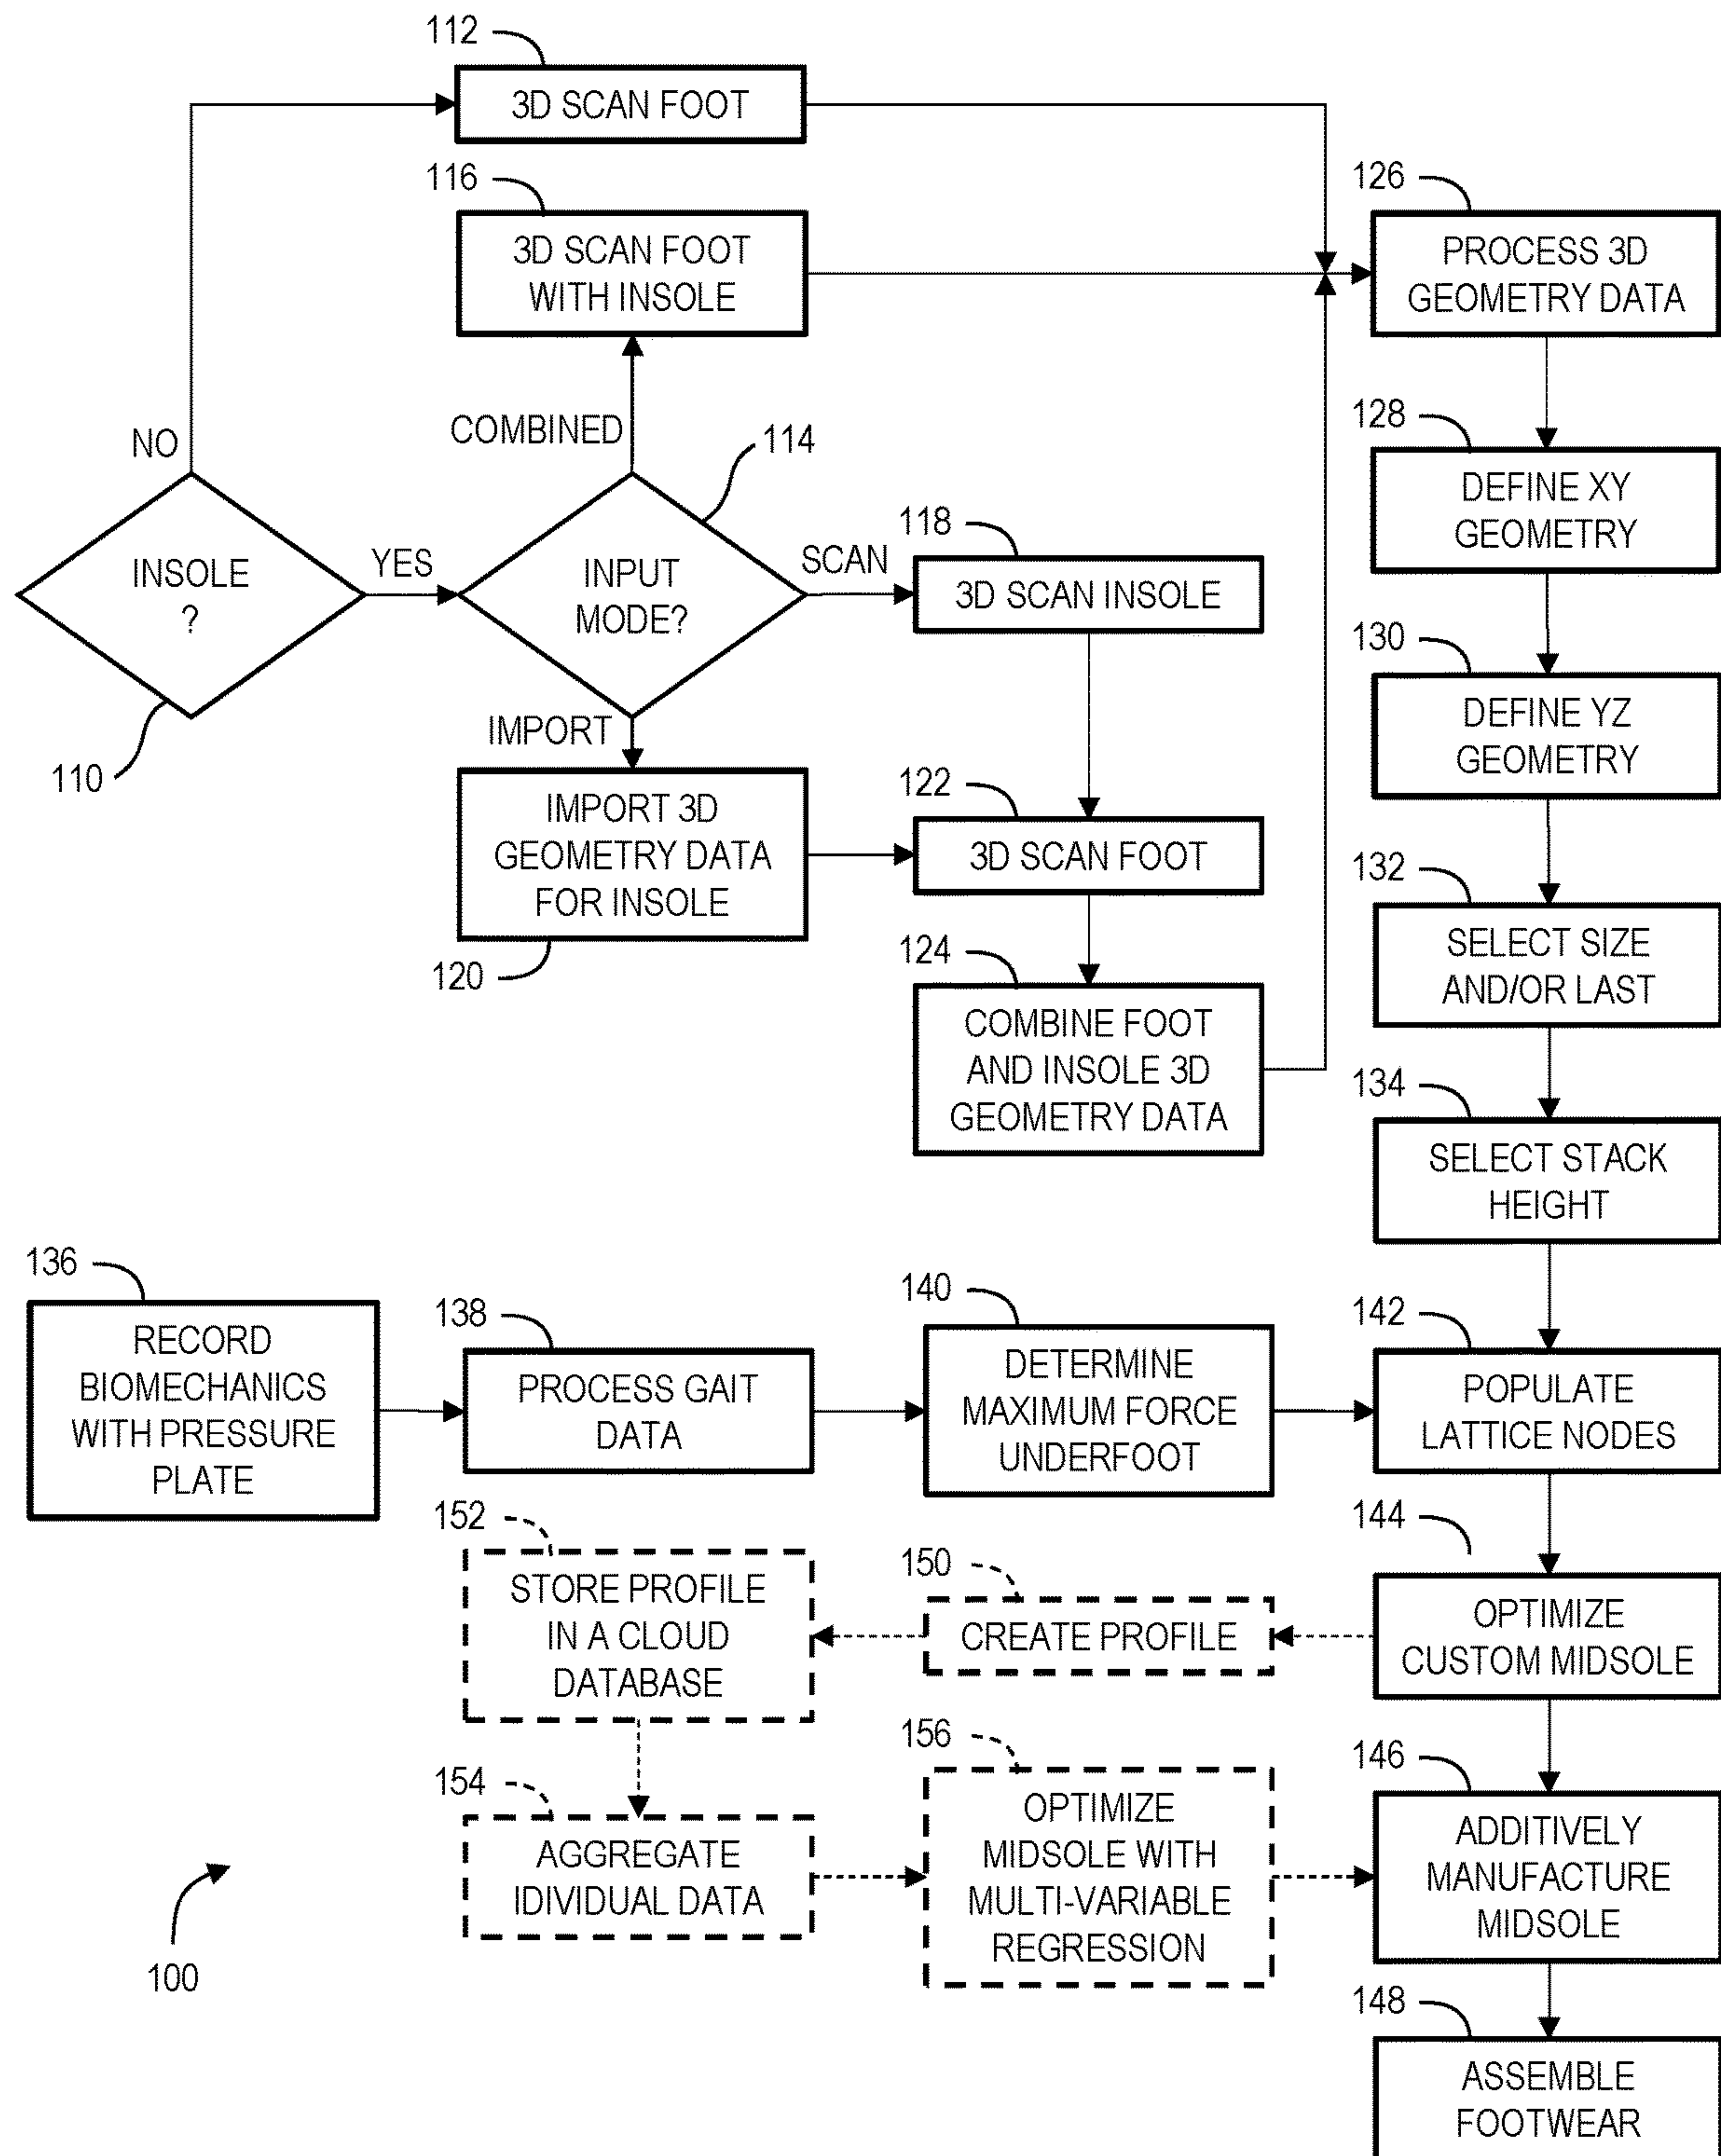 112
3D SCAN FOOT
116
3D SCAN FOOT
WITH INSOLE
126
PROCESS 3D
GEOMETRY DATA
NO
COMBINED
114
128
DEFINE XY
GEOMETRY
INSOLE
?
110
YES
INPUT
MODE?
SCAN
118
3D SCAN INSOLE
130
DEFINE YZ
GEOMETRY
IMPORT
IMPORT 3D
GEOMETRY DATA
FOR INSOLE
120
122
3D SCAN FOOT
132
SELECT SIZE
AND/OR LAST
124
COMBINE FOOT
AND INSOLE 3D
GEOMETRY DATA
134
SELECT STACK
HEIGHT
136
RECORD
BIOMECHANICS
WITH PRESSURE
PLATE
138
PROCESS GAIT
DATA
140
DETERMINE
MAXIMUM FORCE
UNDERFOOT
142
POPULATE
LATTICE NODES
144
OPTIMIZE
CUSTOM MIDSOLE
150
CREATE PROFILE
152
STORE PROFILE
IN A CLOUD
DATABASE
154
AGGREGATE
IDIVIDUAL DATA
156
OPTIMIZE
MIDSOLE WITH
MULTI-VARIABLE
REGRESSION
146
ADDITIVELY
MANUFACTURE
MIDSOLE
100
148
ASSEMBLE
FOOTWEAR